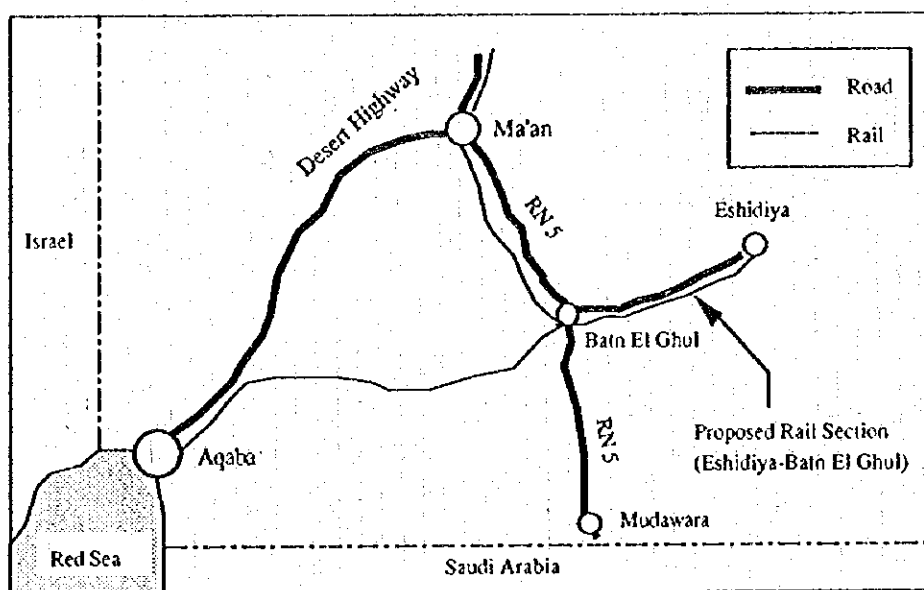 Road
Rail
Desert Highway
Ma'an
RN 5
Eshidiya
Israel
Batn El Ghul
Aqaba
RN 5
Proposed Rail Section
(Eshidiya-Batn El Ghul)
Mudawara
Red Sea
Saudi Arabia